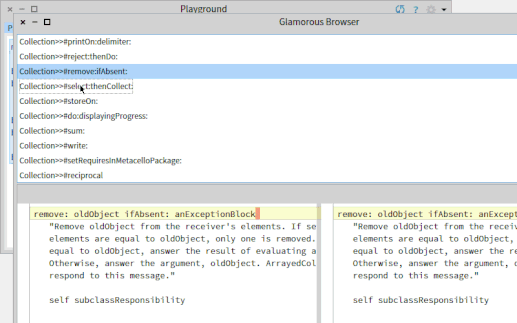 Playground
Glamorous Browser
Collection>>#printOn:delimiter:
Collection>>#reject:thenDo:
Collection>>#remove:ifAbsent:
Collection>>#select:thenCollect:
Collection>>#storeOn:
Collection>>#do:displayingProgress:
Collection>>#sum:
Collection>>#write:
Collection>>#setRequiresInMetacelloPackage:
Collection>>#reciprocal
remove: oldObject ifAbsent: anExceptionBlock
"Remove oldObject from the receiver's elements. If se
elements are equal to oldObject, only one is removed.
equal to oldObject, answer the result of evaluating a
Otherwise, answer the argument, oldObject. ArrayedCol
respond to this message."
self subclassResponsibility
remove: oldObject ifAbsent: anExcept
"Remove oldObject from the receiv
elements are equal to oldObject,
equal to oldObject, answer the re
Otherwise, answer the argument, o
respond to this message."
self subclassResponsibility